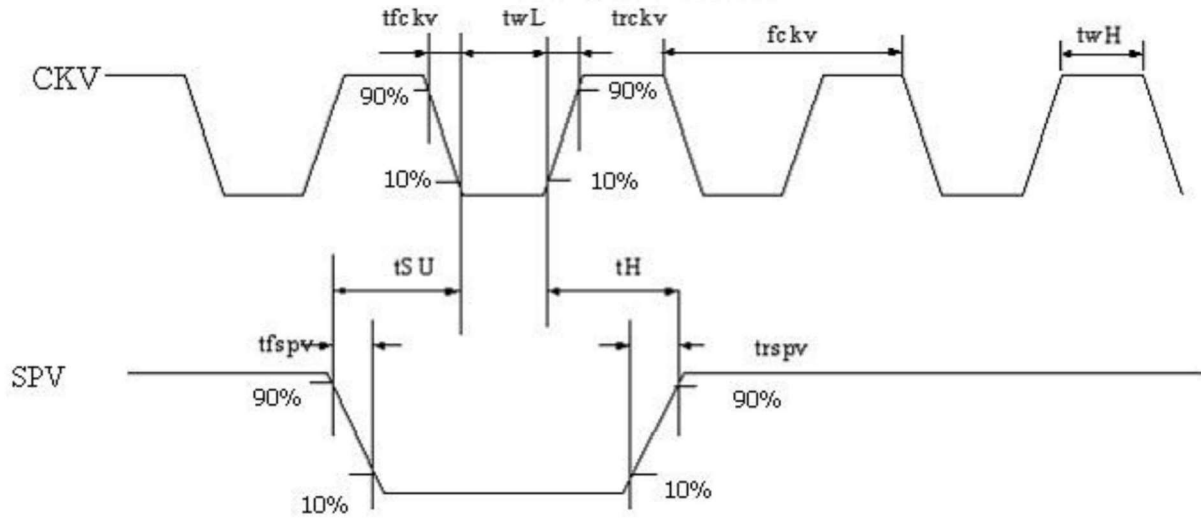 tfckv twL trckv fckv twH
CKV
90% 90%
10% 10%
tSU tH
tfspv trspv
SPV
90% 90%
10% 10%